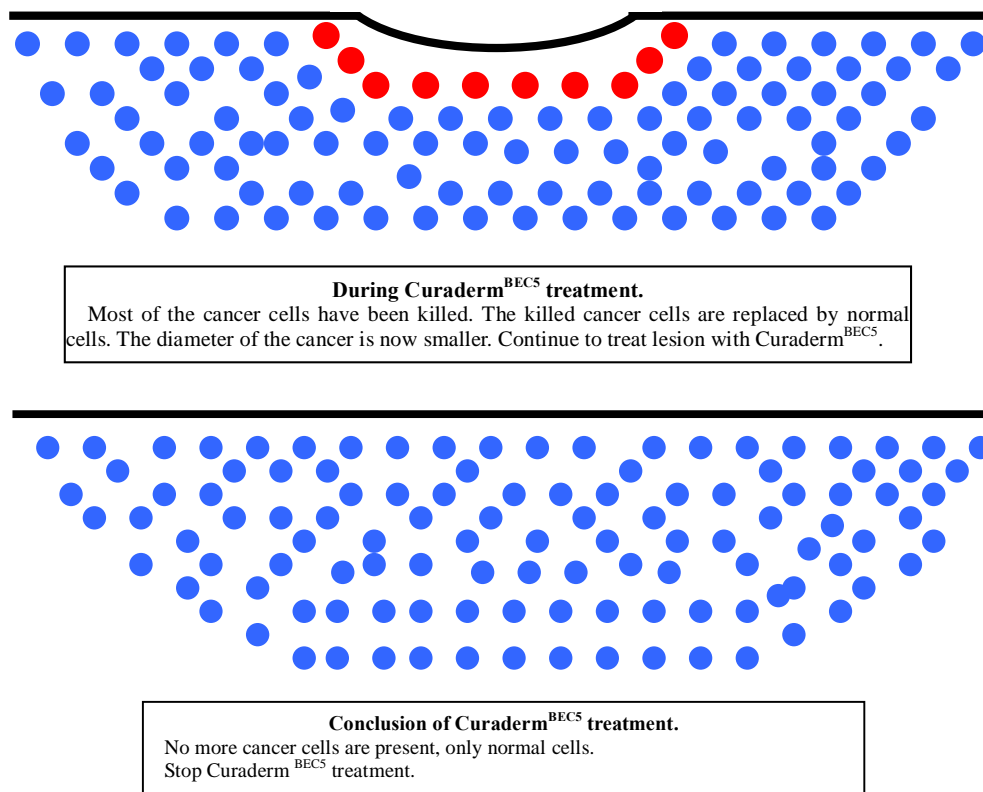 During Curaderm^BEC5 treatment.
Most of the cancer cells have been killed. The killed cancer cells are replaced by normal
cells. The diameter of the cancer is now smaller. Continue to treat lesion with Curaderm^BEC5.
Conclusion of Curaderm^BEC5 treatment.
No more cancer cells are present, only normal cells.
Stop Curaderm ^BEC5 treatment.